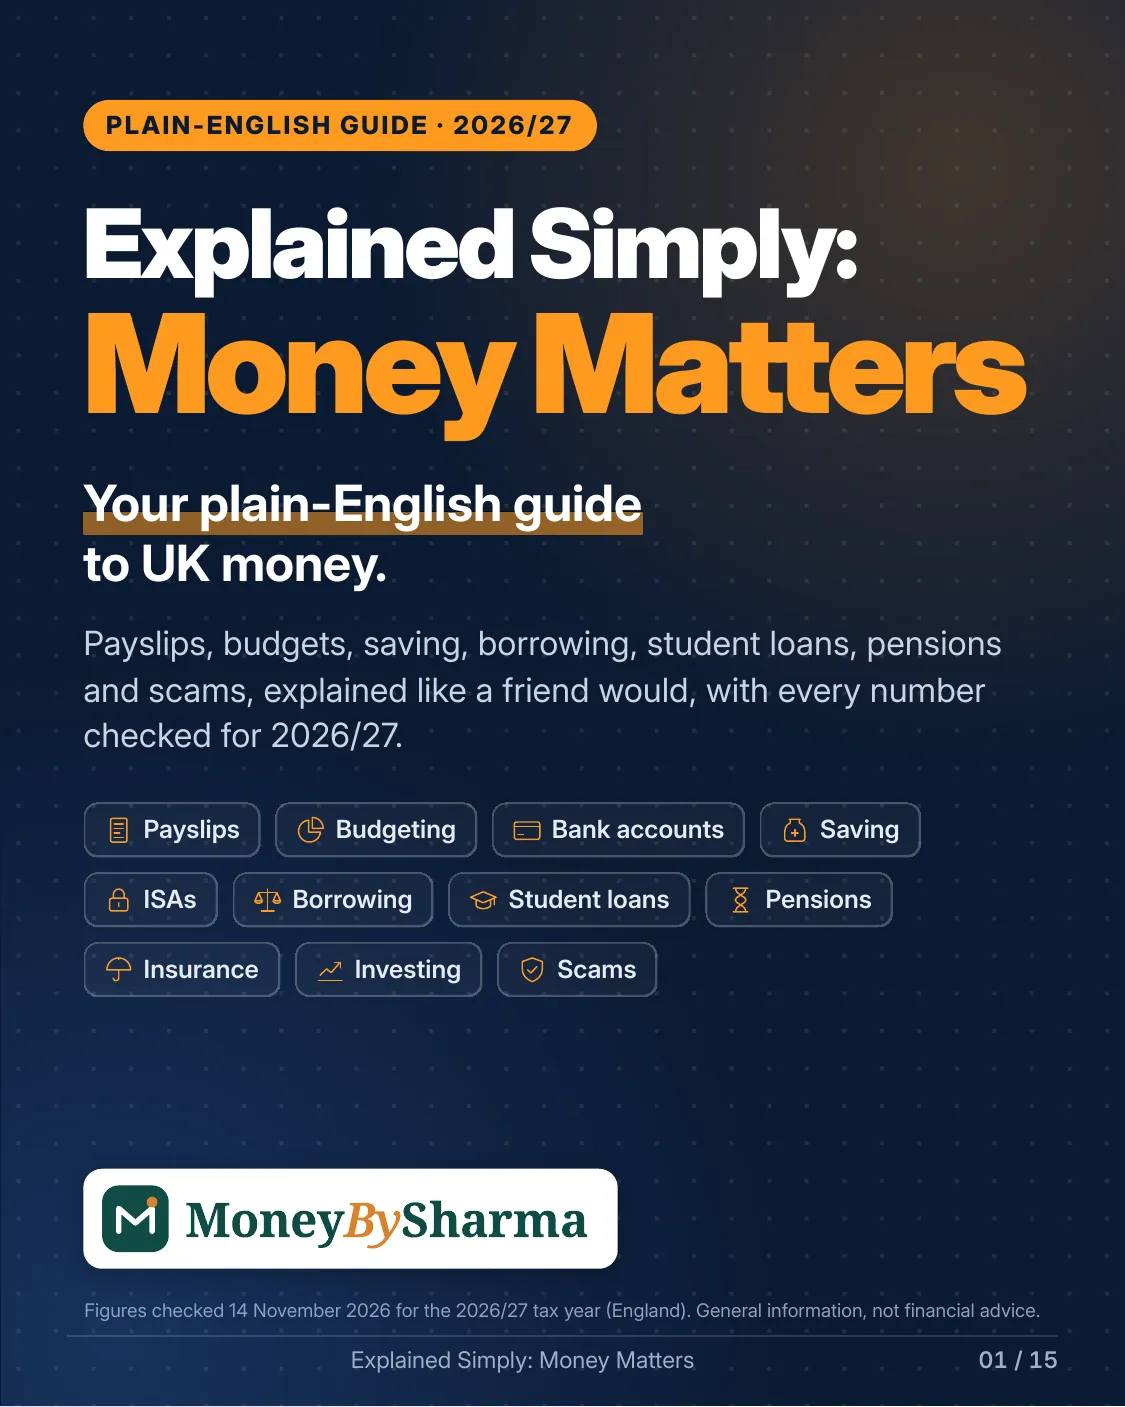 PLAIN-ENGLISH GUIDE · 2026/27
Explained Simply:
Money Matters
Your plain-English guide
to UK money.
Payslips, budgets, saving, borrowing, student loans, pensions
and scams, explained like a friend would, with every number
checked for 2026/27.
Payslips Budgeting Bank accounts Saving
ISAs Borrowing Student loans Pensions
Insurance Investing Scams
MoneyBySharma
Figures checked 14 November 2026 for the 2026/27 tax year (England). General information, not financial advice.
Explained Simply: Money Matters 01 / 15